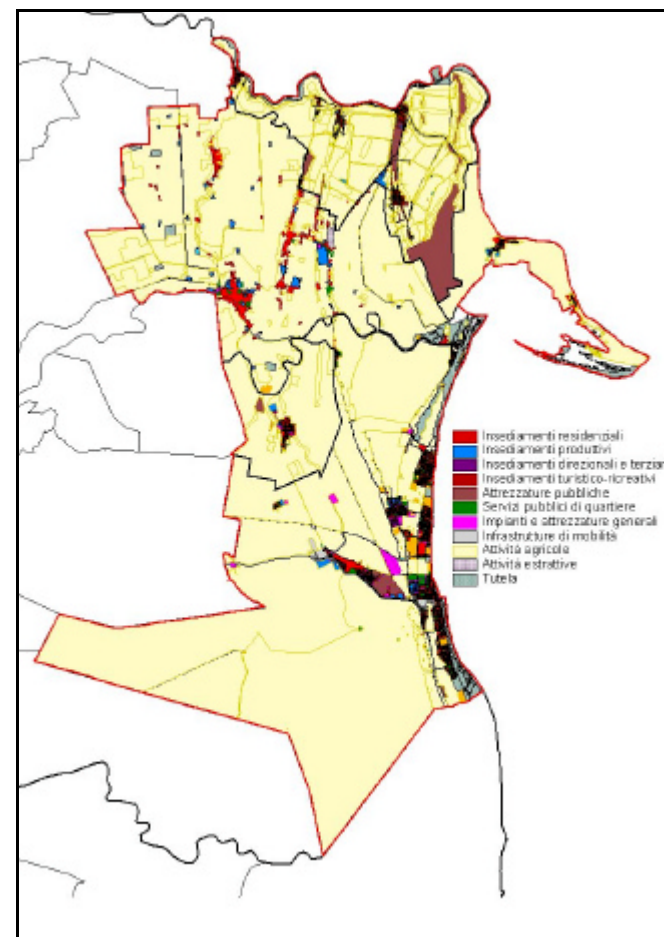 Insediamenti residenziali
Insediamenti produttivi
Insediamenti direzionali e terziar
Insediamenti turistico-ricreativi
Attrezzature pubbliche
Servizi pubblici di quartiere
Impianti e attrezzature generali
Infrastrutture di mobilità
Attività agricole
Attività estrattive
Tutela